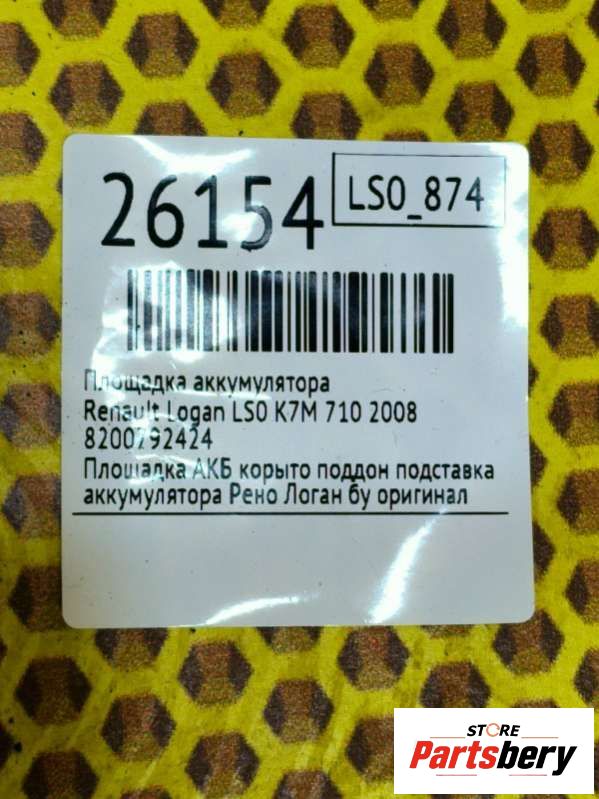 26154
LS0_874
Площадка аккумулятора
Renault Logan LS0 K7M 710 2008
8200292424
Площадка АКБ корыто поддон подставка
аккумулятора Рено Логан бу оригинал
STORE
Partsbery